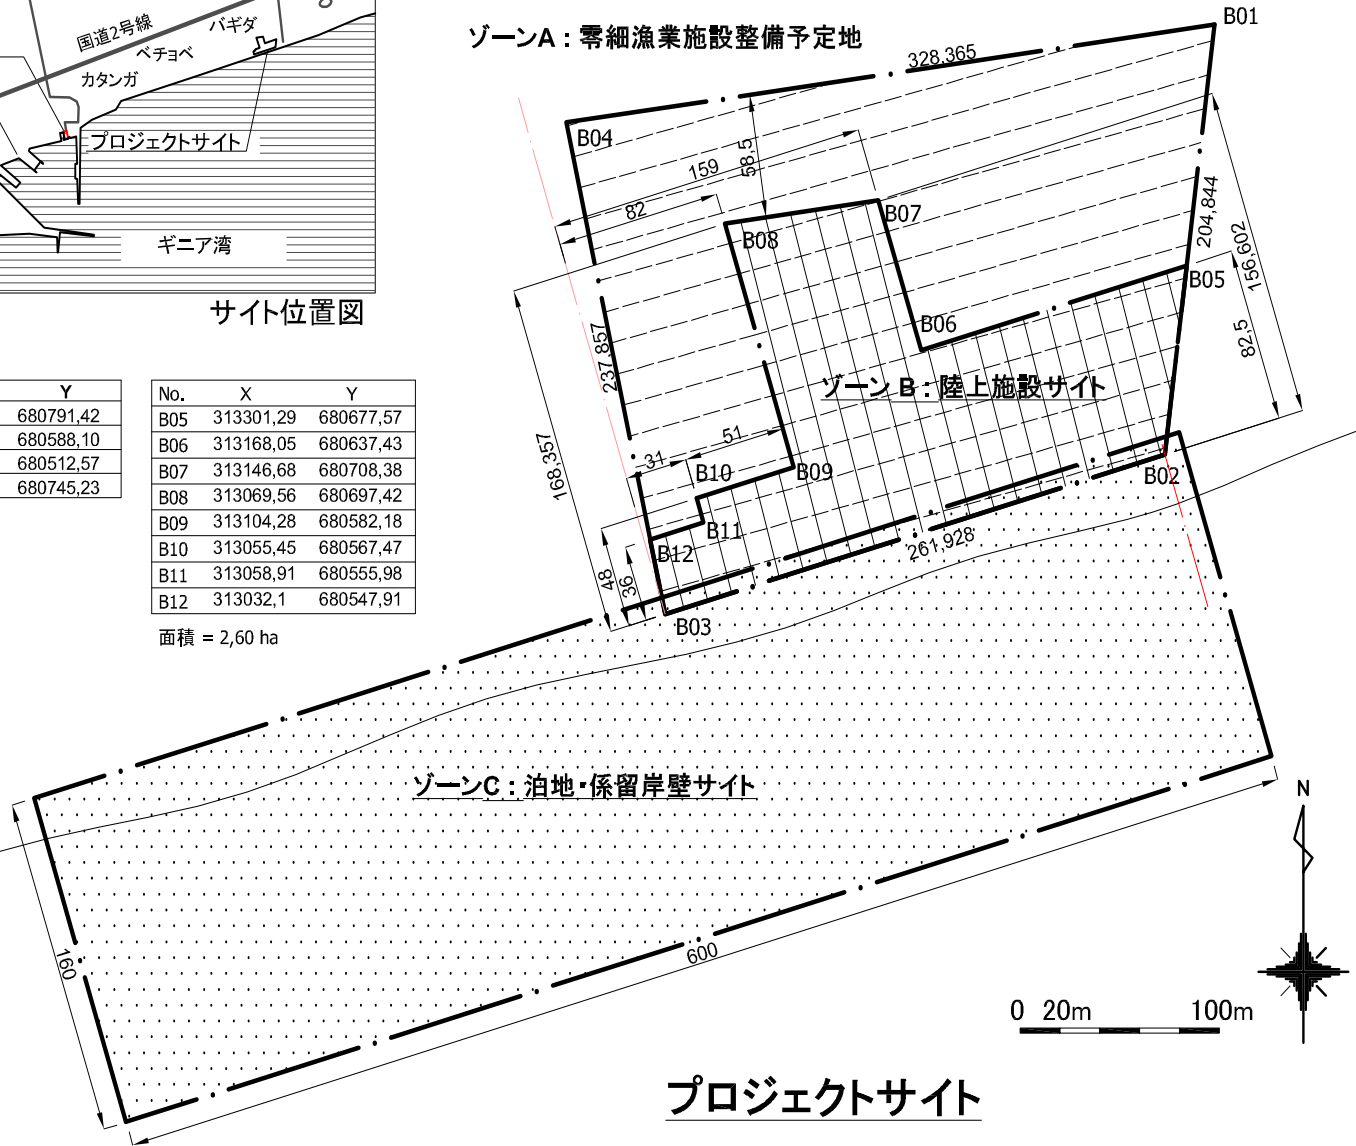 国道2号線
バギダ
ベチョベ
カタンガ
プロジェクトサイト
ギニア湾
サイト位置図
ゾーンA : 零細漁業施設整備予定地
B01
328,365
B04
159
58,5
82
B07
B08
204,844
156,602
B05
B06
82,5
237,857
168,357
ゾーン B : 陸上施設サイト
51
31
B10
B09
B02
B11
B12
261,928
48
36
B03
Y
680791,42
680588,10
680512,57
680745,23
No. X Y
B05 313301,29 680677,57
B06 313168,05 680637,43
B07 313146,68 680708,38
B08 313069,56 680697,42
B09 313104,28 680582,18
B10 313055,45 680567,47
B11 313058,91 680555,98
B12 313032,1 680547,91
面積 = 2,60 ha
ゾーンC : 泊地・係留岸壁サイト
160
600
N
0 20m 100m
プロジェクトサイト